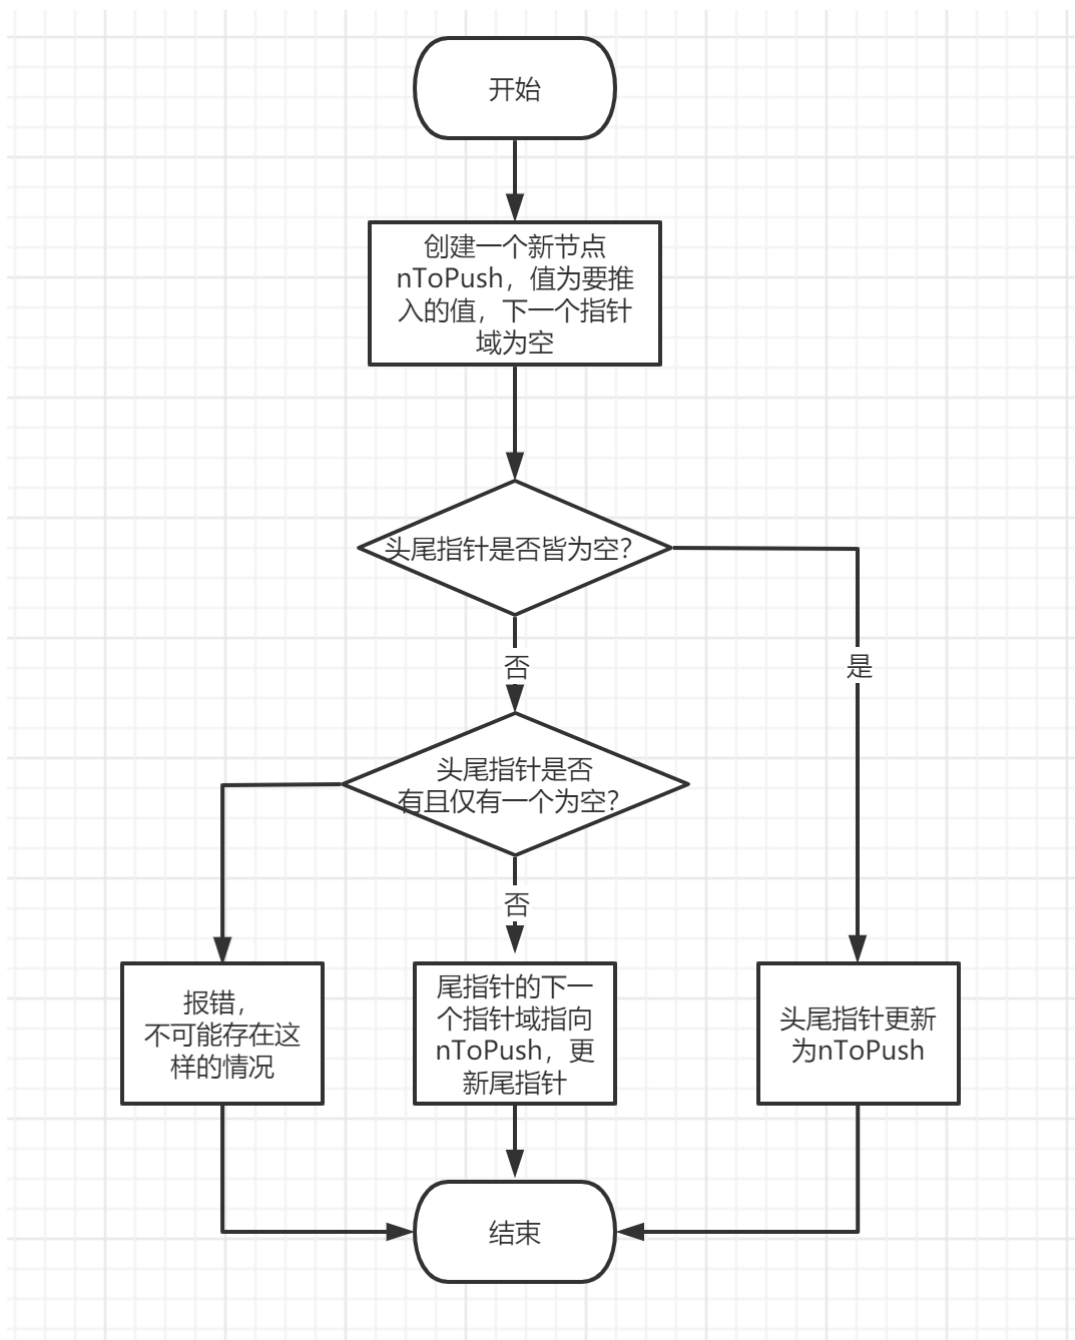 开始
创建一个新节点
nToPush，值为要推
入的值，下一个指针
域为空
头尾指针是否皆为空？
否
是
头尾指针是否
有且仅有一个为空？
否
报错，
不可能存在这
样的情况
尾指针的下一
个指针域指向
nToPush，更
新尾指针
头尾指针更新
为nToPush
结束